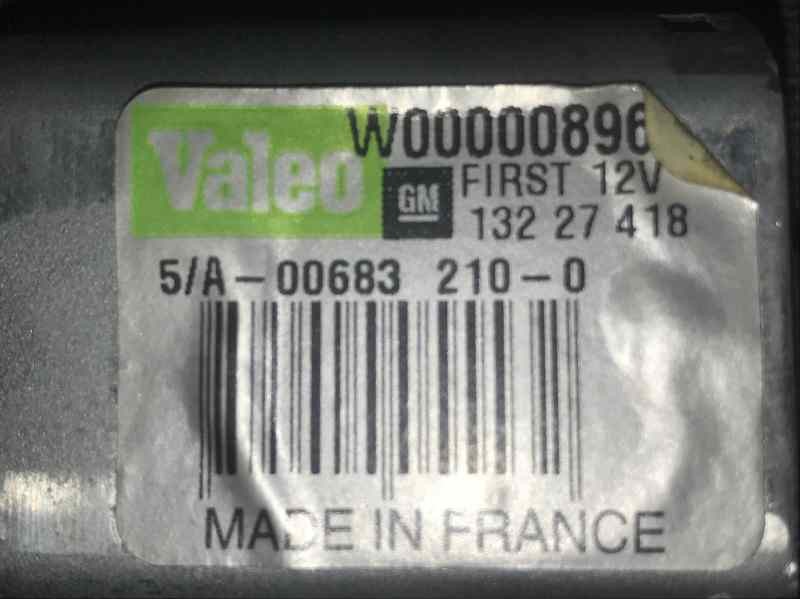 Valeo W00000896
GM FIRST 12V
132 27 418
5/A-00683 210-0
MADE IN FRANCE